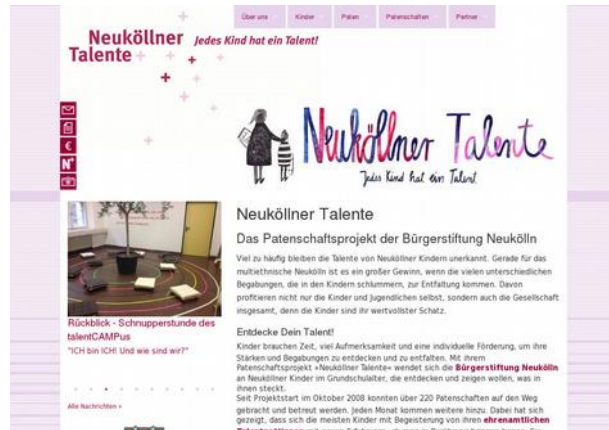 Über uns Kinder Paten Patenschaften Partner
Neuköllner Jedes Kind hat ein Talent!
Talente
€
N+
Neuköllner Talente
Jedes Kind hat ein Talent.
Neuköllner Talente
Das Patenschaftsprojekt der Bürgerstiftung Neukölln
Viel zu häufig bleiben die Talente von Neuköllner Kindern unerkannt. Gerade für das
multiethnische Neukölln ist es ein großer Gewinn, wenn die vielen unterschiedlichen
Begabungen, die in den Kindern schlummern, zur Entfaltung kommen. Davon
profitieren nicht nur die Kinder und Jugendlichen selbst, sondern auch die Gesellschaft
insgesamt, denn die Kinder sind ihr wertvollster Schatz.
Rückblick - Schnupperstunde des
talentCAMPus
"ICH bin ICH! Und wie sind wir?"
Alle Nachrichten »
Entdecke Dein Talent!
Kinder brauchen Zeit, viel Aufmerksamkeit und eine individuelle Förderung, um ihre
Stärken und Begabungen zu entdecken und zu entfalten. Mit ihrem
Patenschaftsprojekt »Neuköllner Talente« wendet sich die Bürgerstiftung Neukölln
an Neuköllner Kinder im Grundschulalter, die entdecken und zeigen wollen, was in
ihnen steckt.
Seit Projektstart im Oktober 2008 konnten über 220 Patenschaften auf den Weg
gebracht und betreut werden. Jeden Monat kommen weitere hinzu. Dabei hat sich
gezeigt, dass sich die meisten Kinder mit Begeisterung von ihren ehrenamtlichen